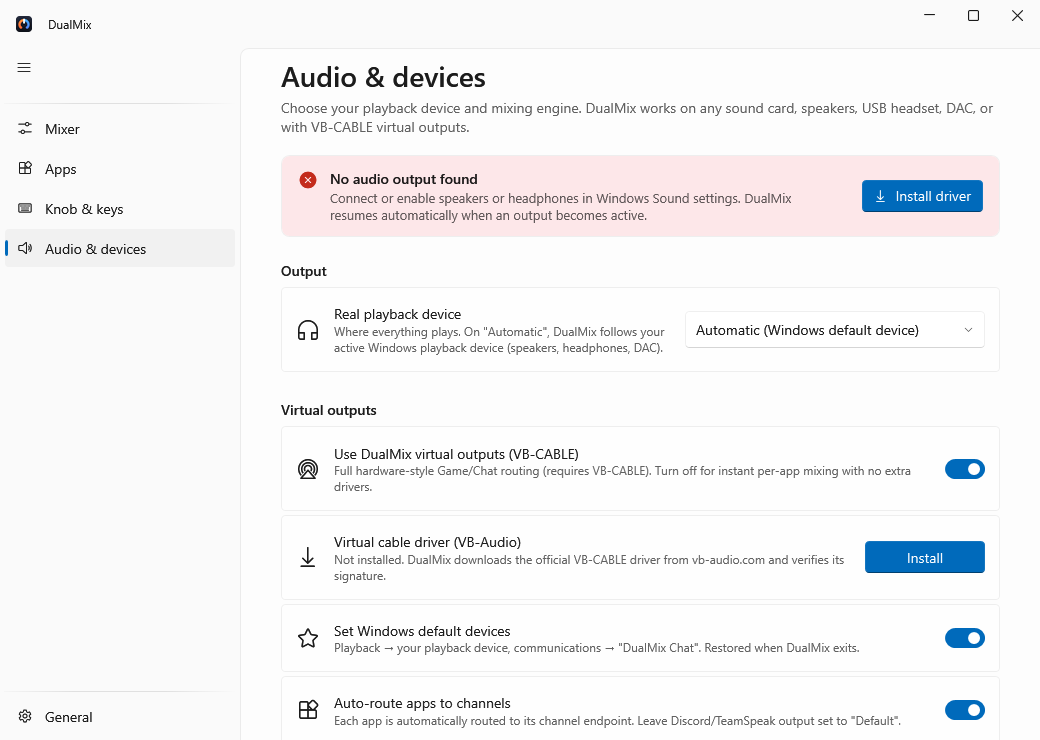 DualMix
Mixer
Apps
Knob & keys
Audio & devices
General
Audio & devices
Choose your playback device and mixing engine. DualMix works on any sound card, speakers, USB headset, DAC, or
with VB-CABLE virtual outputs.
No audio output found
Connect or enable speakers or headphones in Windows Sound settings. DualMix
resumes automatically when an output becomes active.
Install driver
Output
Real playback device
Where everything plays. On "Automatic", DualMix follows your
active Windows playback device (speakers, headphones, DAC).
Automatic (Windows default device)
Virtual outputs
Use DualMix virtual outputs (VB-CABLE)
Full hardware-style Game/Chat routing (requires VB-CABLE). Turn off for instant per-app mixing with no extra
drivers.
Virtual cable driver (VB-Audio)
Not installed. DualMix downloads the official VB-CABLE driver from vb-audio.com and verifies its
signature.
Install
Set Windows default devices
Playback → your playback device, communications → "DualMix Chat". Restored when DualMix exits.
Auto-route apps to channels
Each app is automatically routed to its channel endpoint. Leave Discord/TeamSpeak output set to "Default".